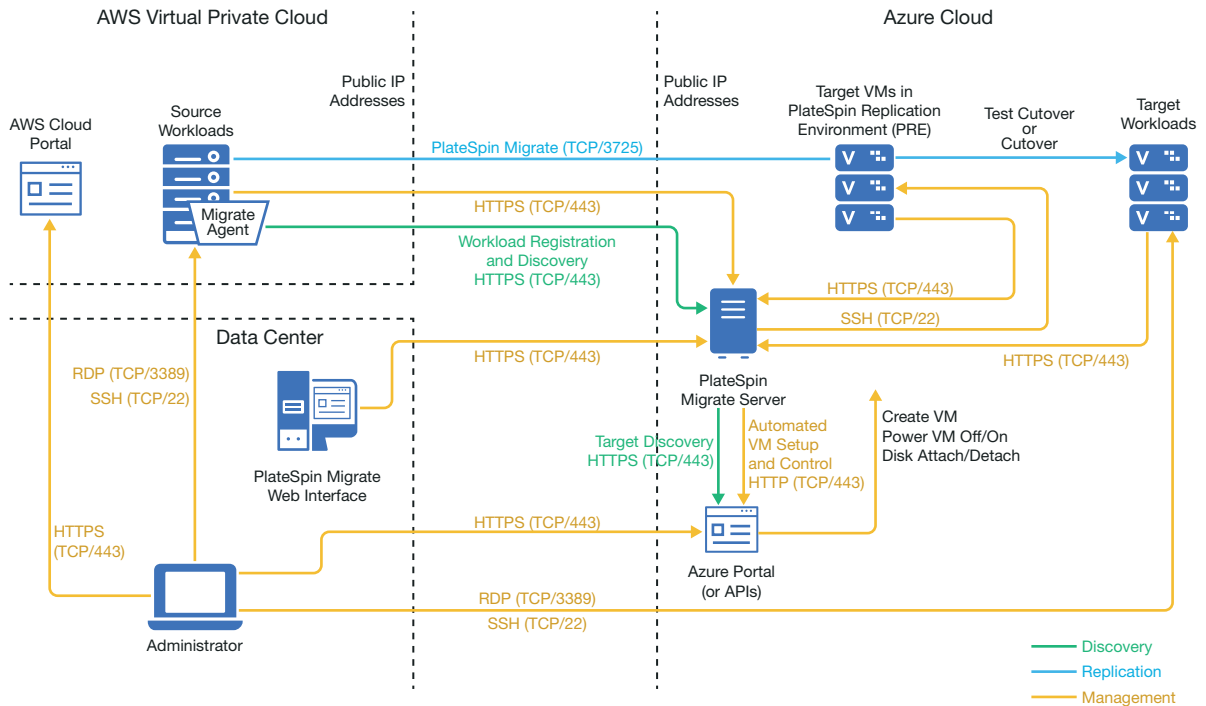 AWS Virtual Private Cloud
Azure Cloud
Public IP
Addresses
Public IP
Addresses
AWS Cloud
Portal
Source
Workloads
Migrate
Agent
Target VMs in
PlateSpin Replication
Environment (PRE)
Test Cutover
or
Cutover
Target
Workloads
PlateSpin Migrate (TCP/3725)
HTTPS (TCP/443)
Workload Registration
and Discovery
HTTPS (TCP/443)
V
V
V
V
V
V
HTTPS (TCP/443)
SSH (TCP/22)
HTTPS (TCP/443)
Data Center
HTTPS (TCP/443)
RDP (TCP/3389)
SSH (TCP/22)
PlateSpin Migrate
Web Interface
PlateSpin
Migrate Server
Target Discovery
HTTPS (TCP/443)
Automated
VM Setup
and Control
HTTP (TCP/443)
Create VM
Power VM Off/On
Disk Attach/Detach
HTTPS
(TCP/443)
HTTPS (TCP/443)
Azure Portal
(or APIs)
RDP (TCP/3389)
SSH (TCP/22)
Administrator
Discovery
Replication
Management